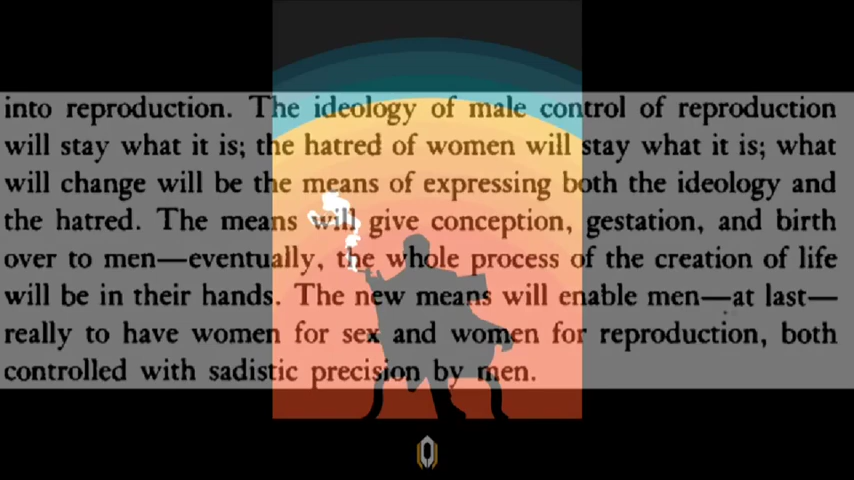 into reproduction. The ideology of male control of reproduction
will stay what it is; the hatred of women will stay what it is; what
will change will be the means of expressing both the ideology and
the hatred. The means will give conception, gestation, and birth
over to men—eventually, the whole process of the creation of life
will be in their hands. The new means will enable men—at last—
really to have women for sex and women for reproduction, both
controlled with sadistic precision by men.